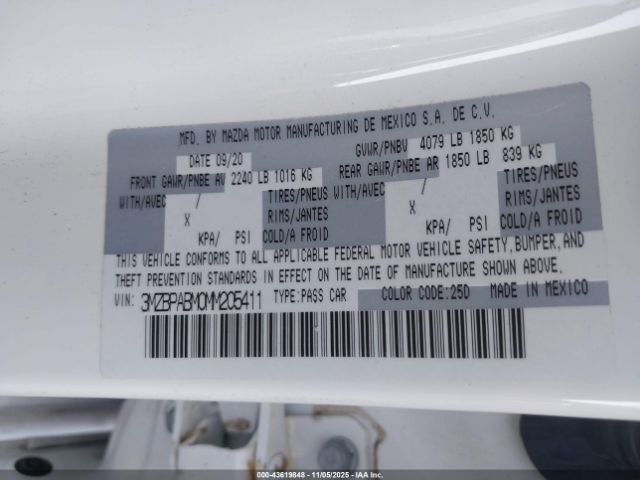 MFD. BY MAZDA MOTOR MANUFACTURING DE MEXICO S.A. DE C.V.
DATE 09/20 GVWR/PNBV 4079 LB 1850 KG
FRONT GAWR/PNBE AV 2240 LB 1016 KG REAR GAWR/PNBE AR 1850 LB 839 KG
WITH/AVEC / TIRES/PNEUS WITH/AVEC / TIRES/PNEUS
X RIMS/JANTES X RIMS/JANTES
KPA/ PSI COLD/A FROID KPA/ PSI COLD/A FROID
THIS VEHICLE CONFORMS TO ALL APPLICABLE FEDERAL MOTOR VEHICLE SAFETY, BUMPER, AND
THEFT PREVENTION STANDARDS IN EFFECT ON THE DATE OF MANUFACTURE SHOWN ABOVE.
VIN: 3MZBPABM0MM205411 TYPE:PASS CAR COLOR CODE:25D MADE IN MEXICO
000-43619848 - 11/05/2025 - IAA Inc.